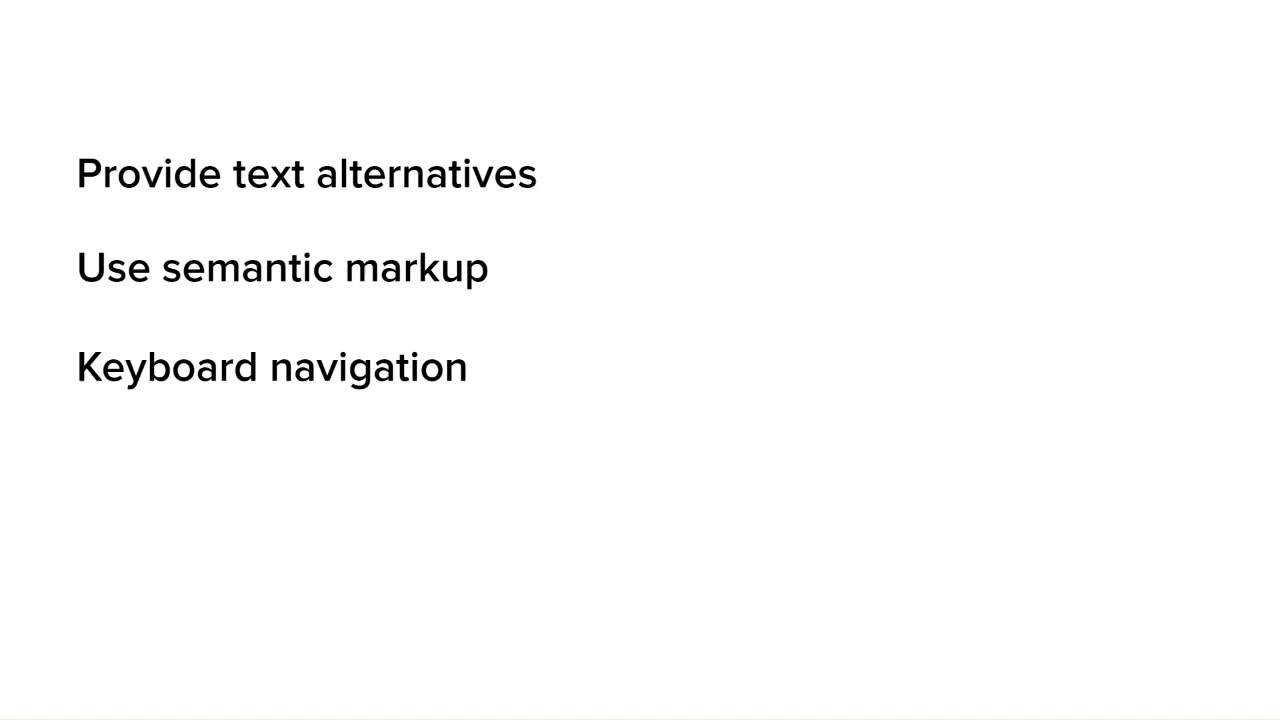 Provide text alternatives
Use semantic markup
Keyboard navigation